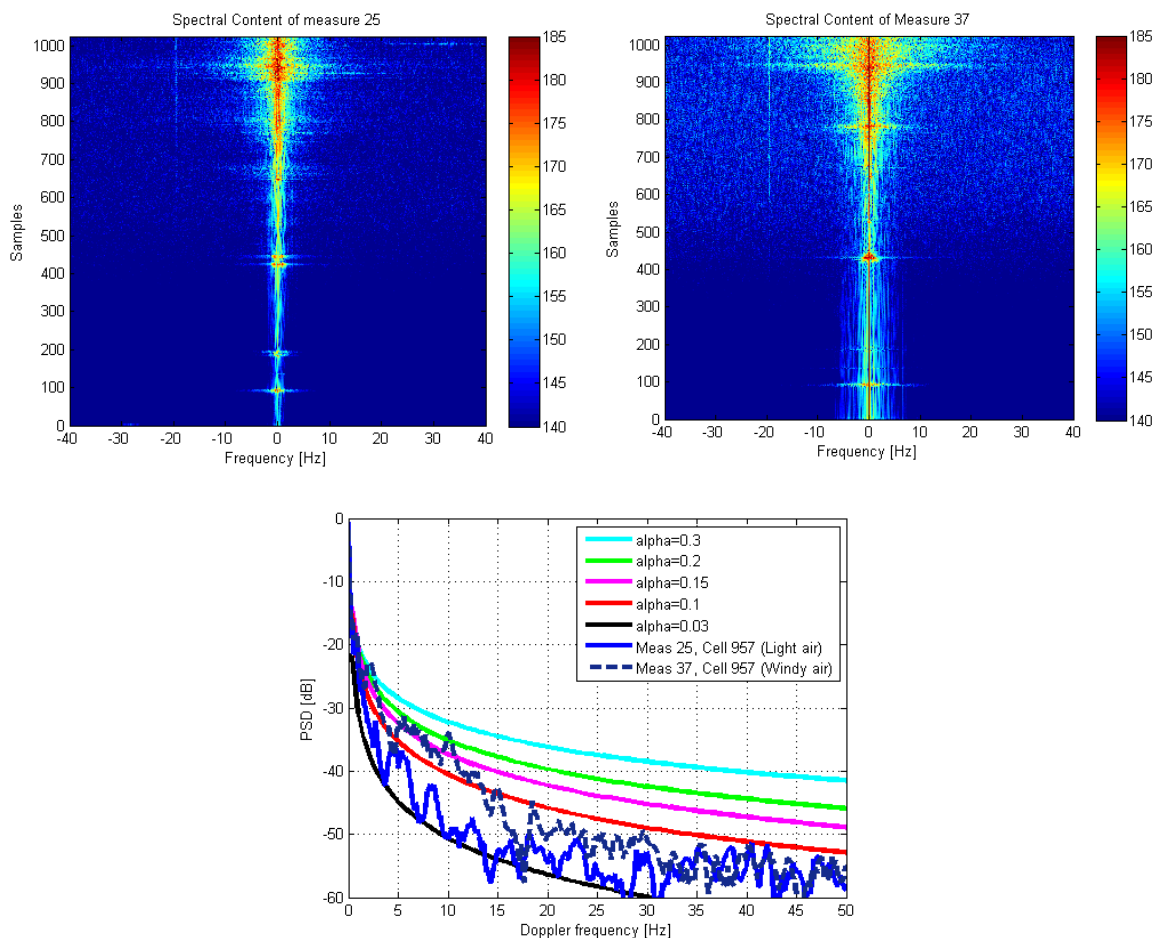 Spectral Content of measure 25
Samples
1000
900
800
700
600
500
400
300
200
100
0
-40 -30 -20 -10 0 10 20 30 40
Frequency [Hz]
185
180
175
170
165
160
155
150
145
140
Spectral Content of Measure 37
Samples
1000
900
800
700
600
500
400
300
200
100
0
-40 -30 -20 -10 0 10 20 30 40
Frequency [Hz]
185
180
175
170
165
160
155
150
145
140
PSD [dB]
0
-10
-20
-30
-40
-50
-60
alpha=0.3
alpha=0.2
alpha=0.15
alpha=0.1
alpha=0.03
Meas 25, Cell 957 (Light air)
Meas 37, Cell 957 (Windy air)
0 5 10 15 20 25 30 35 40 45 50
Doppler frequency [Hz]